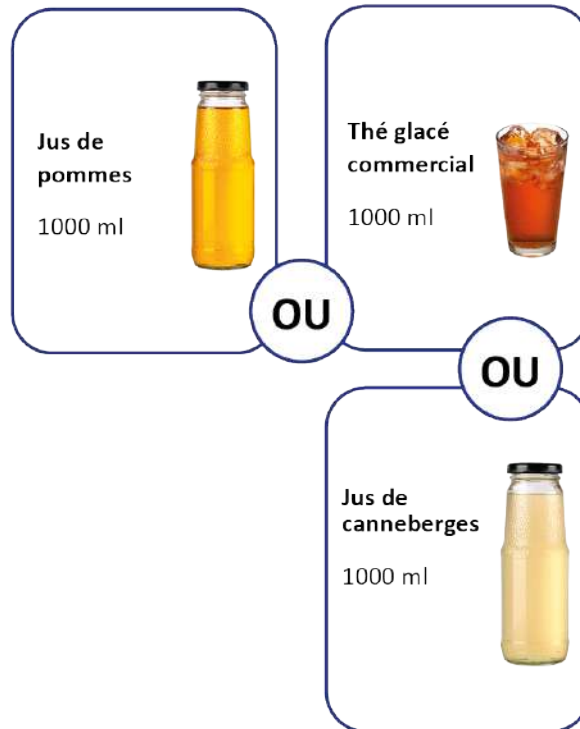 Jus de
pommes
1000 ml
OU
Thé glacé
commercial
1000 ml
OU
Jus de
canneberges
1000 ml